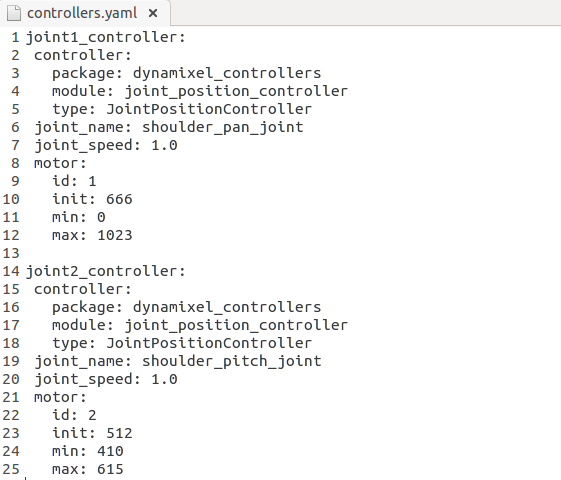 controllers.yaml ×
1 joint1_controller:
2  controller:
3    package: dynamixel_controllers
4    module: joint_position_controller
5    type: JointPositionController
6  joint_name: shoulder_pan_joint
7  joint_speed: 1.0
8  motor:
9    id: 1
10    init: 666
11    min: 0
12    max: 1023
13
14 joint2_controller:
15  controller:
16    package: dynamixel_controllers
17    module: joint_position_controller
18    type: JointPositionController
19  joint_name: shoulder_pitch_joint
20  joint_speed: 1.0
21  motor:
22    id: 2
23    init: 512
24    min: 410
25    max: 615